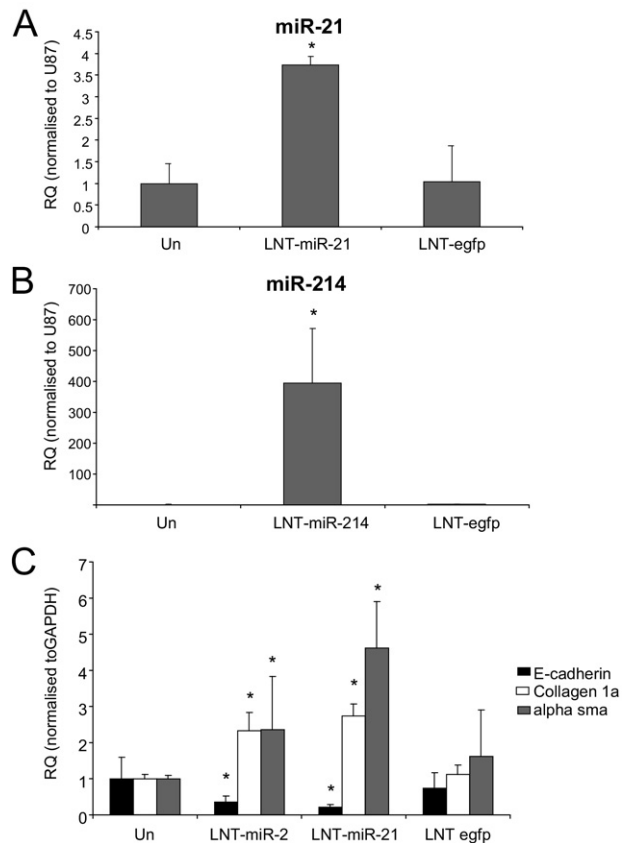 A
miR-21
RQ (normalised to U87)
4.5
4
3.5
3
2.5
2
1.5
1
0.5
0
*
Un LNT-miR-21 LNT-egfp
B
miR-214
RQ (normalised to U87)
700
600
500
400
300
200
100
*
Un LNT-miR-214 LNT-egfp
C
RQ (normalised toGAPDH)
7
6
5
4
3
2
1
0
* * *
* * *
E-cadherin
Collagen 1a
alpha sma
Un LNT-miR-2 LNT-miR-21 LNT egfp